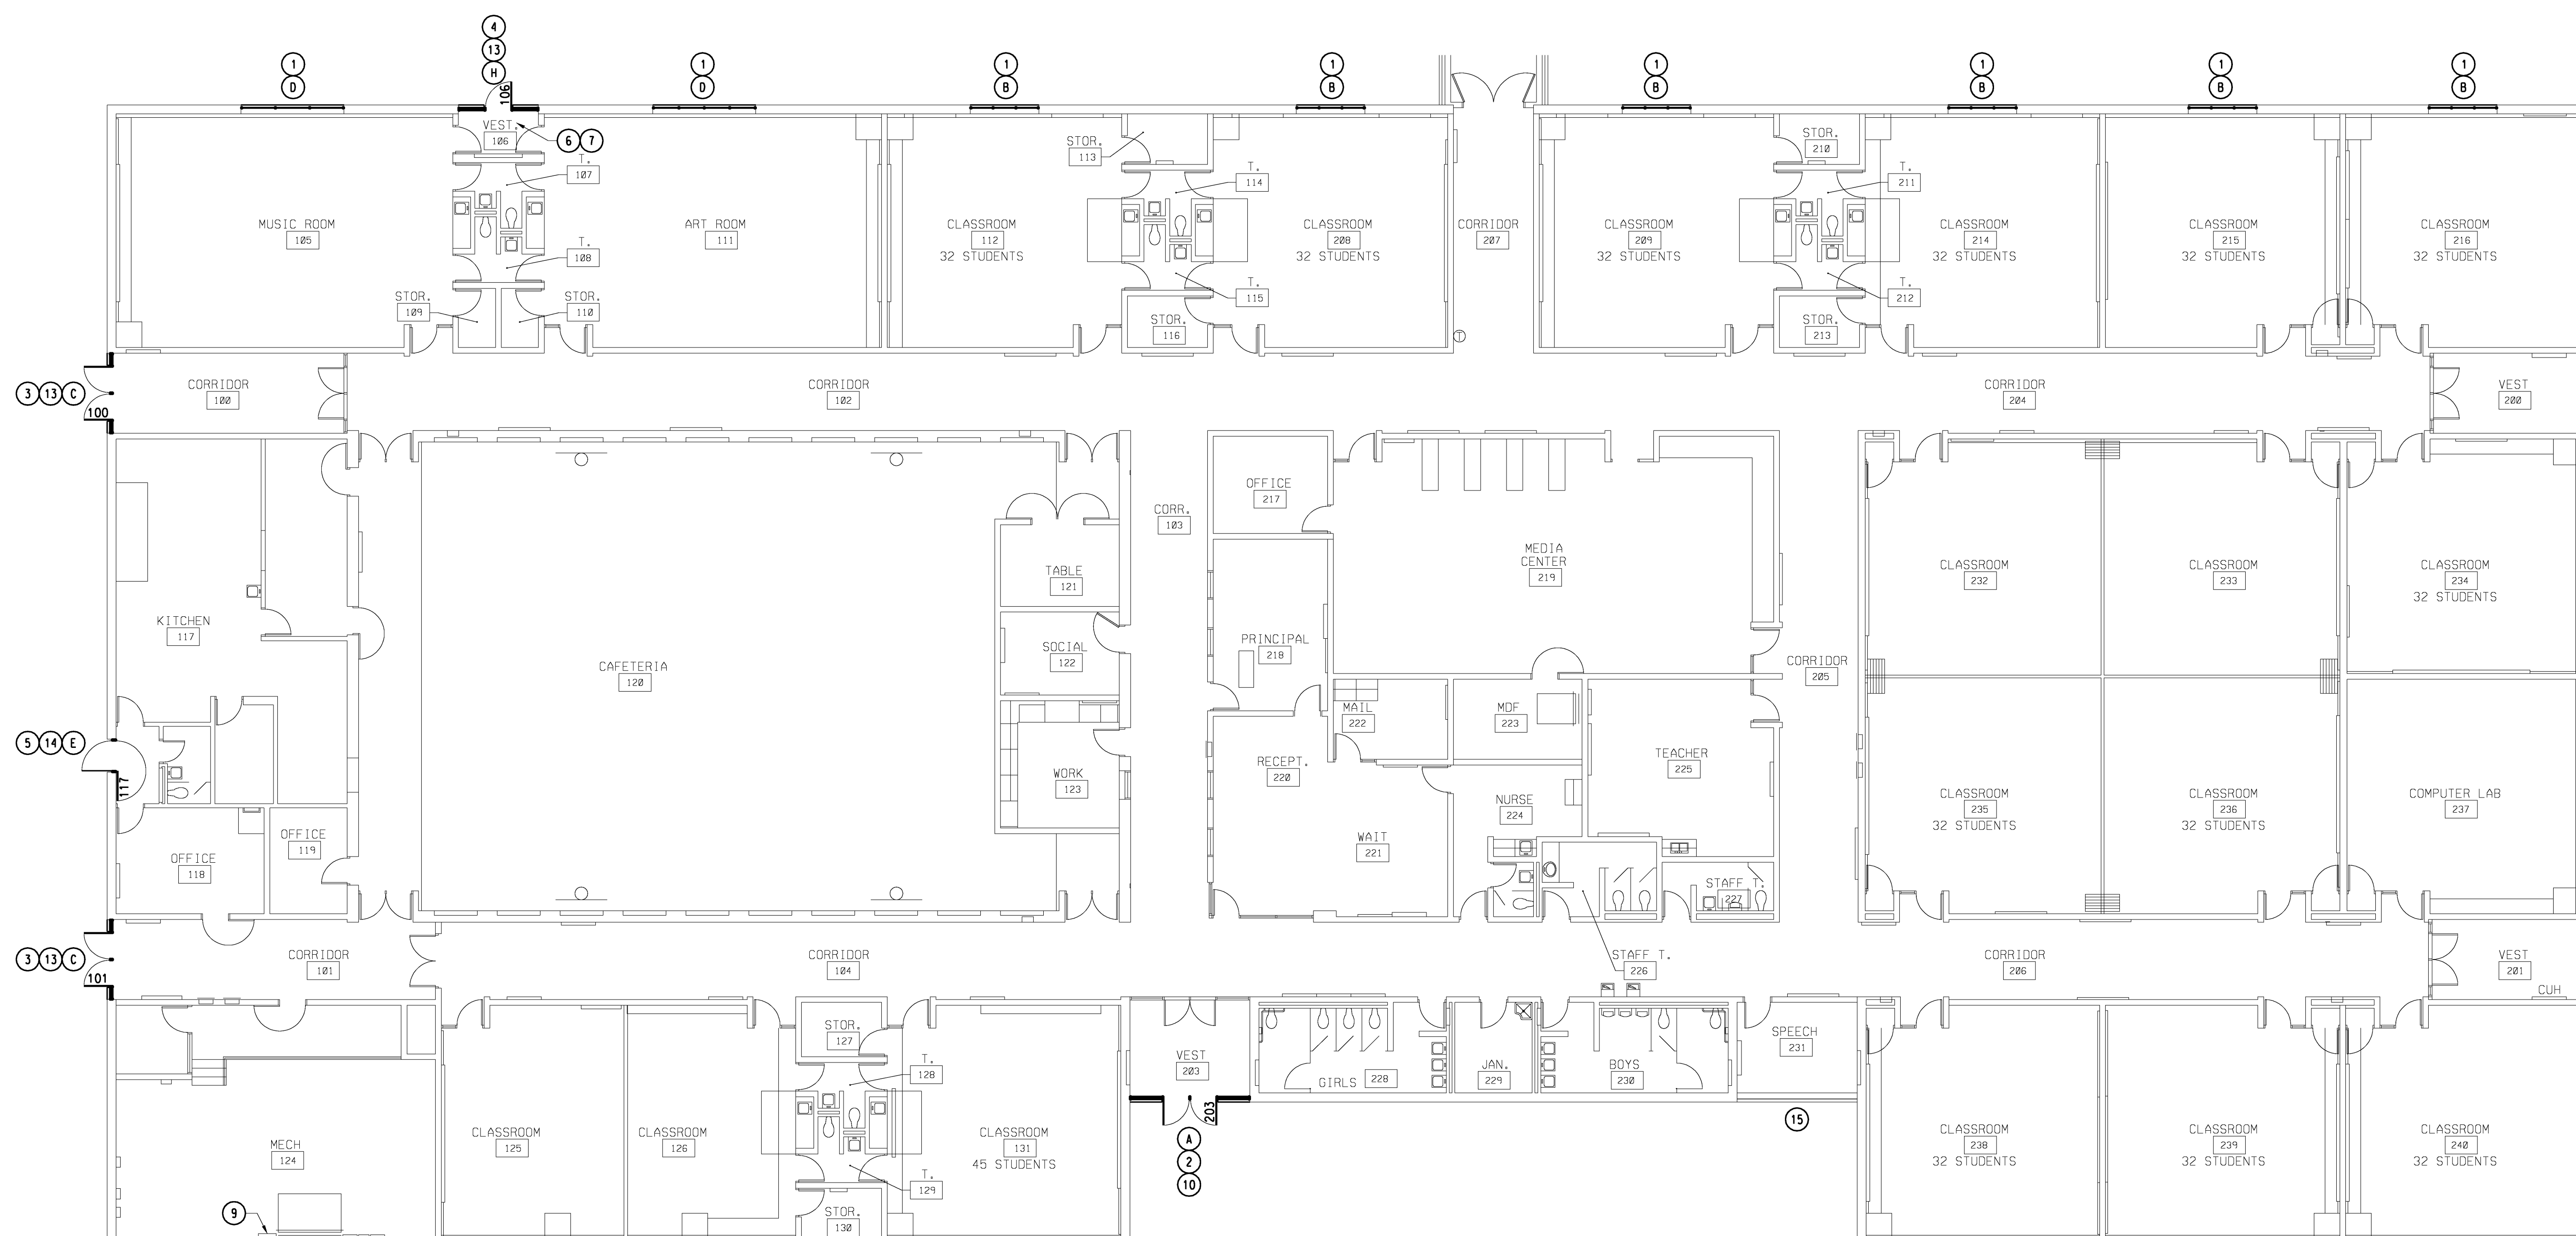 4
13
H
1
D
1
D
1
B
1
B
1
B
1
B
1
B
1
B
106
VEST.
106
6 7
T.
107
T.
108
STOR.
109
STOR.
110
MUSIC ROOM
105
ART ROOM
111
CLASSROOM
112
32 STUDENTS
STOR.
113
T.
114
T.
115
STOR.
116
CLASSROOM
208
32 STUDENTS
T
CORRIDOR
207
CLASSROOM
209
32 STUDENTS
STOR.
210
T.
211
T.
212
STOR.
213
CLASSROOM
214
32 STUDENTS
CLASSROOM
215
32 STUDENTS
CLASSROOM
216
32 STUDENTS
3 13 C
100
CORRIDOR
100
CORRIDOR
102
CORRIDOR
204
VEST
200
KITCHEN
117
CAFETERIA
120
TABLE
121
SOCIAL
122
WORK
123
CORR.
103
OFFICE
217
PRINCIPAL
218
MEDIA
CENTER
219
MAIL
222
MDF
223
RECEPT.
220
WAIT
221
NURSE
224
TEACHER
225
STAFF T.
227
CORRIDOR
205
CLASSROOM
232
CLASSROOM
233
CLASSROOM
234
32 STUDENTS
CLASSROOM
235
32 STUDENTS
CLASSROOM
236
32 STUDENTS
COMPUTER LAB
237
5 14 E
117
OFFICE
118
OFFICE
119
3 13 C
101
CORRIDOR
101
CORRIDOR
104
STAFF T.
226
CORRIDOR
206
VEST
201
CUH
MECH
124
9
CLASSROOM
125
CLASSROOM
126
STOR.
127
T.
128
T.
129
STOR.
130
CLASSROOM
131
45 STUDENTS
VEST
203
203
A
2
10
GIRLS 228
JAN.
229
BOYS
230
SPEECH
231
15
CLASSROOM
238
32 STUDENTS
CLASSROOM
239
32 STUDENTS
CLASSROOM
240
32 STUDENTS